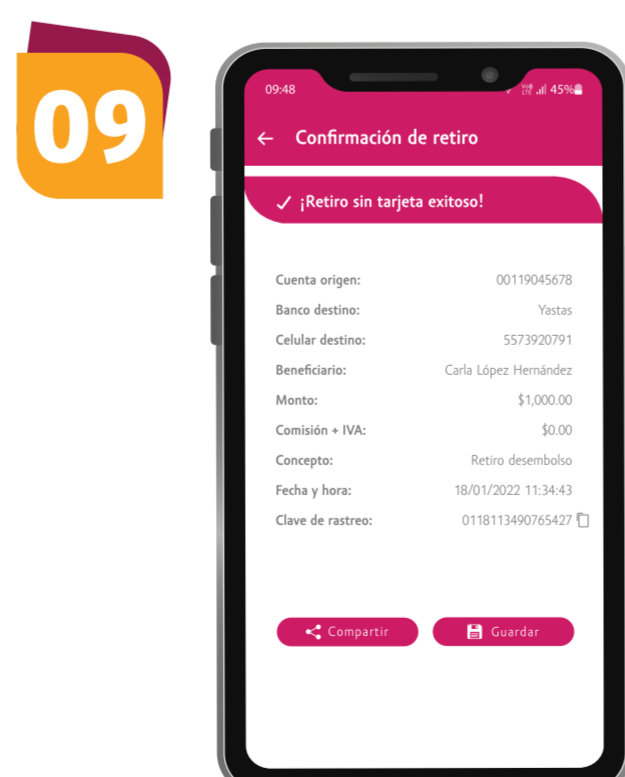 09
09:48
LTE 45%
Confirmación de retiro
¡Retiro sin tarjeta exitoso!
Cuenta origen: 00119045678
Banco destino: Yastas
Celular destino: 5573920791
Beneficiario: Carla López Hernández
Monto: $1,000.00
Comisión + IVA: $0.00
Concepto: Retiro desembolso
Fecha y hora: 18/01/2022 11:34:43
Clave de rastreo: 0118113490765427
Compartir Guardar